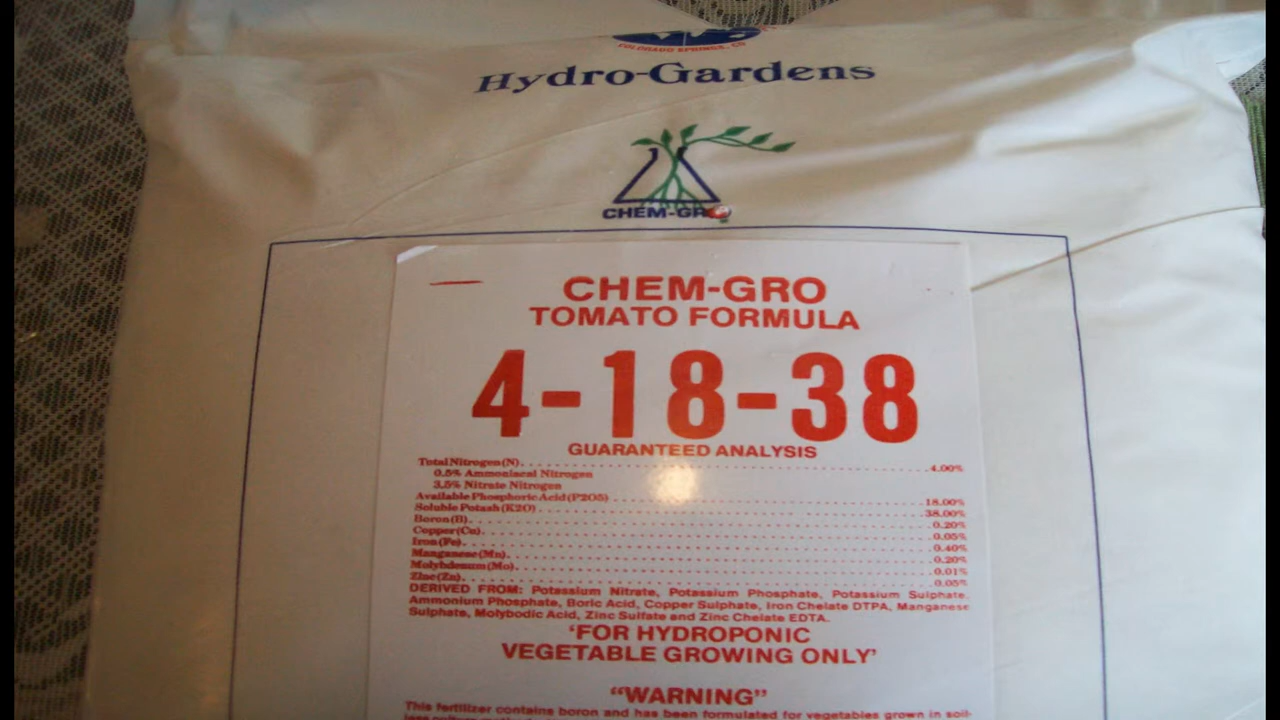 COLORADO SPRINGS, CO
Hydro-Gardens
CHEM-GRO
CHEM-GRO
TOMATO FORMULA
4-18-38
GUARANTEED ANALYSIS
Total Nitrogen (N) 4.00%
0.5% Ammoniacal Nitrogen
3.5% Nitrate Nitrogen
Available Phosphoric Acid (P2O5) 18.00%
Soluble Potash (K2O) 38.00%
Boron (B) 0.20%
Copper (Cu) 0.05%
Iron (Fe) 0.40%
Manganese (Mn) 0.20%
Molybdenum (Mo) 0.01%
Zinc (Zn) 0.05%
DERIVED FROM: Potassium Nitrate, Potassium Phosphate, Potassium Sulphate,
Ammonium Phosphate, Boric Acid, Copper Sulphate, Iron Chelate DTPA, Manganese
Sulphate, Molybodic Acid, Zinc Sulfate and Zinc Chelate EDTA.
'FOR HYDROPONIC
VEGETABLE GROWING ONLY'
"WARNING"
This fertilizer contains boron and has been formulated for vegetables grown in soil-